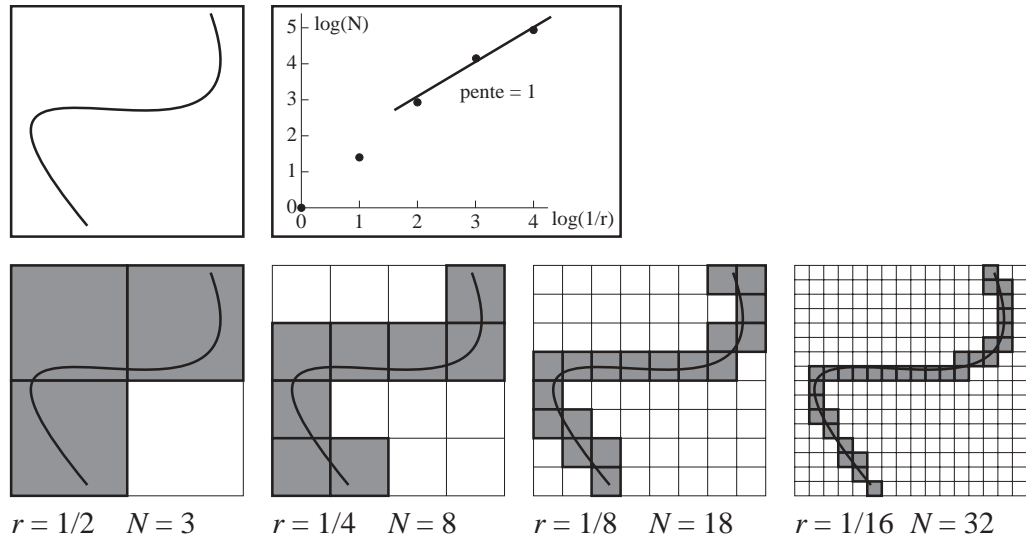 log(N)
5
4
3
2
1
0
pente = 1
0 1 2 3 4 log(1/r)
r = 1/2 N = 3 r = 1/4 N = 8 r = 1/8 N = 18 r = 1/16 N = 32